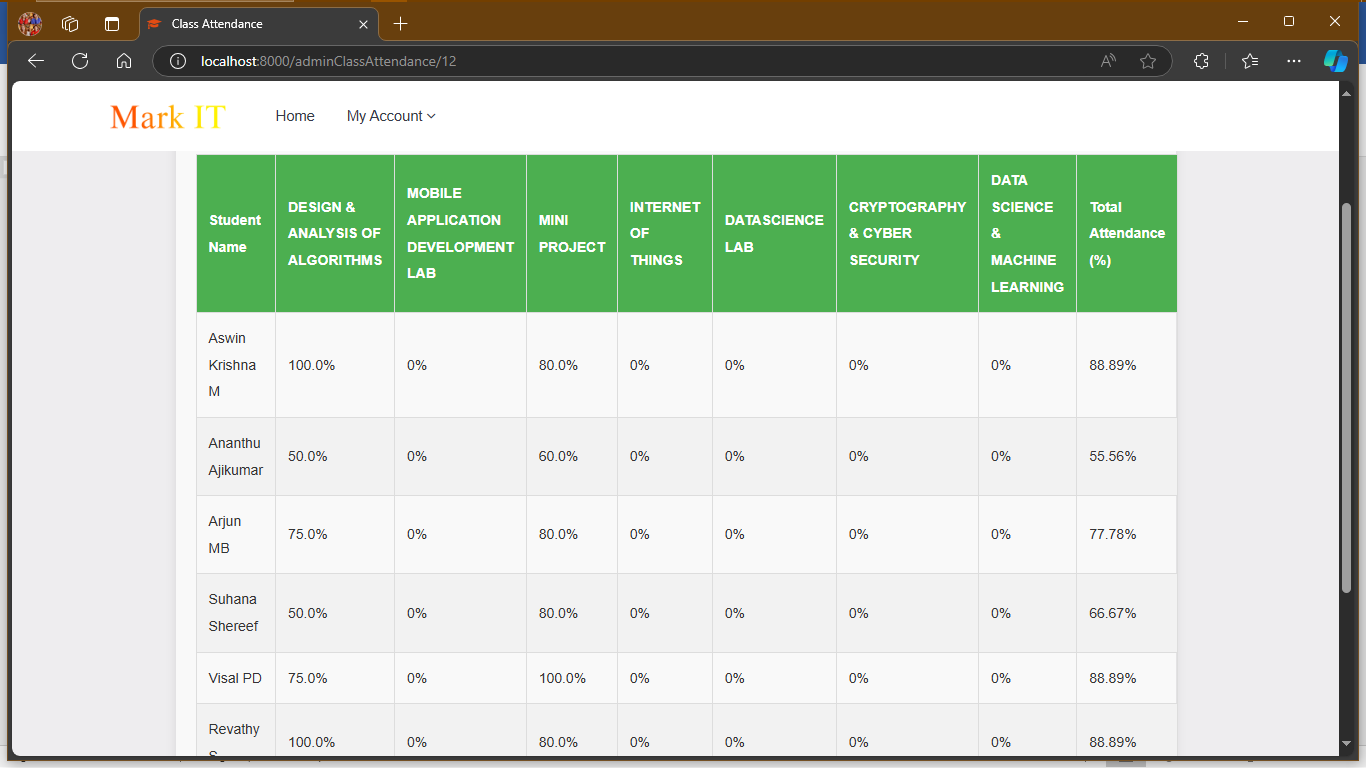 Class Attendance
localhost:8000/adminClassAttendance/12
Mark IT
Home
My Account
Student
Name
DESIGN &
ANALYSIS OF
ALGORITHMS
MOBILE
APPLICATION
DEVELOPMENT
LAB
MINI
PROJECT
INTERNET
OF
THINGS
DATASCIENCE
LAB
CRYPTOGRAPHY
& CYBER
SECURITY
DATA
SCIENCE
&
MACHINE
LEARNING
Total
Attendance
(%)
Aswin
Krishna
M
100.0%
0%
80.0%
0%
0%
0%
0%
88.89%
Ananthu
Ajikumar
50.0%
0%
60.0%
0%
0%
0%
0%
55.56%
Arjun
MB
75.0%
0%
80.0%
0%
0%
0%
0%
77.78%
Suhana
Shereef
50.0%
0%
80.0%
0%
0%
0%
0%
66.67%
Visal PD
75.0%
0%
100.0%
0%
0%
0%
0%
88.89%
Revathy
100.0%
0%
80.0%
0%
0%
0%
0%
88.89%